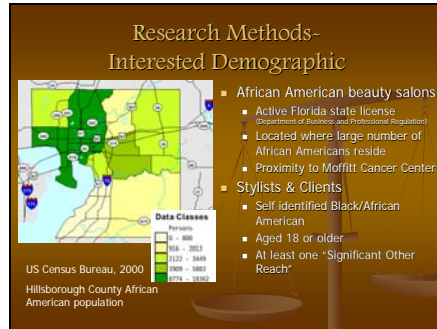 Research Methods-
Interested Demographic
African American beauty salons
Active Florida state license
(Department of Business and Professional Regulation)
Located where large number of
African Americans reside
Proximity to Moffitt Cancer Center
Stylists & Clients
Self identified Black/African
American
Aged 18 or older
At least one "Significant Other
Reach"
Data Classes
Persons
0 - 800
916 - 2013
2122 - 3449
3909 - 5883
8774 - 18362
US Census Bureau, 2000
Hillsborough County African
American population